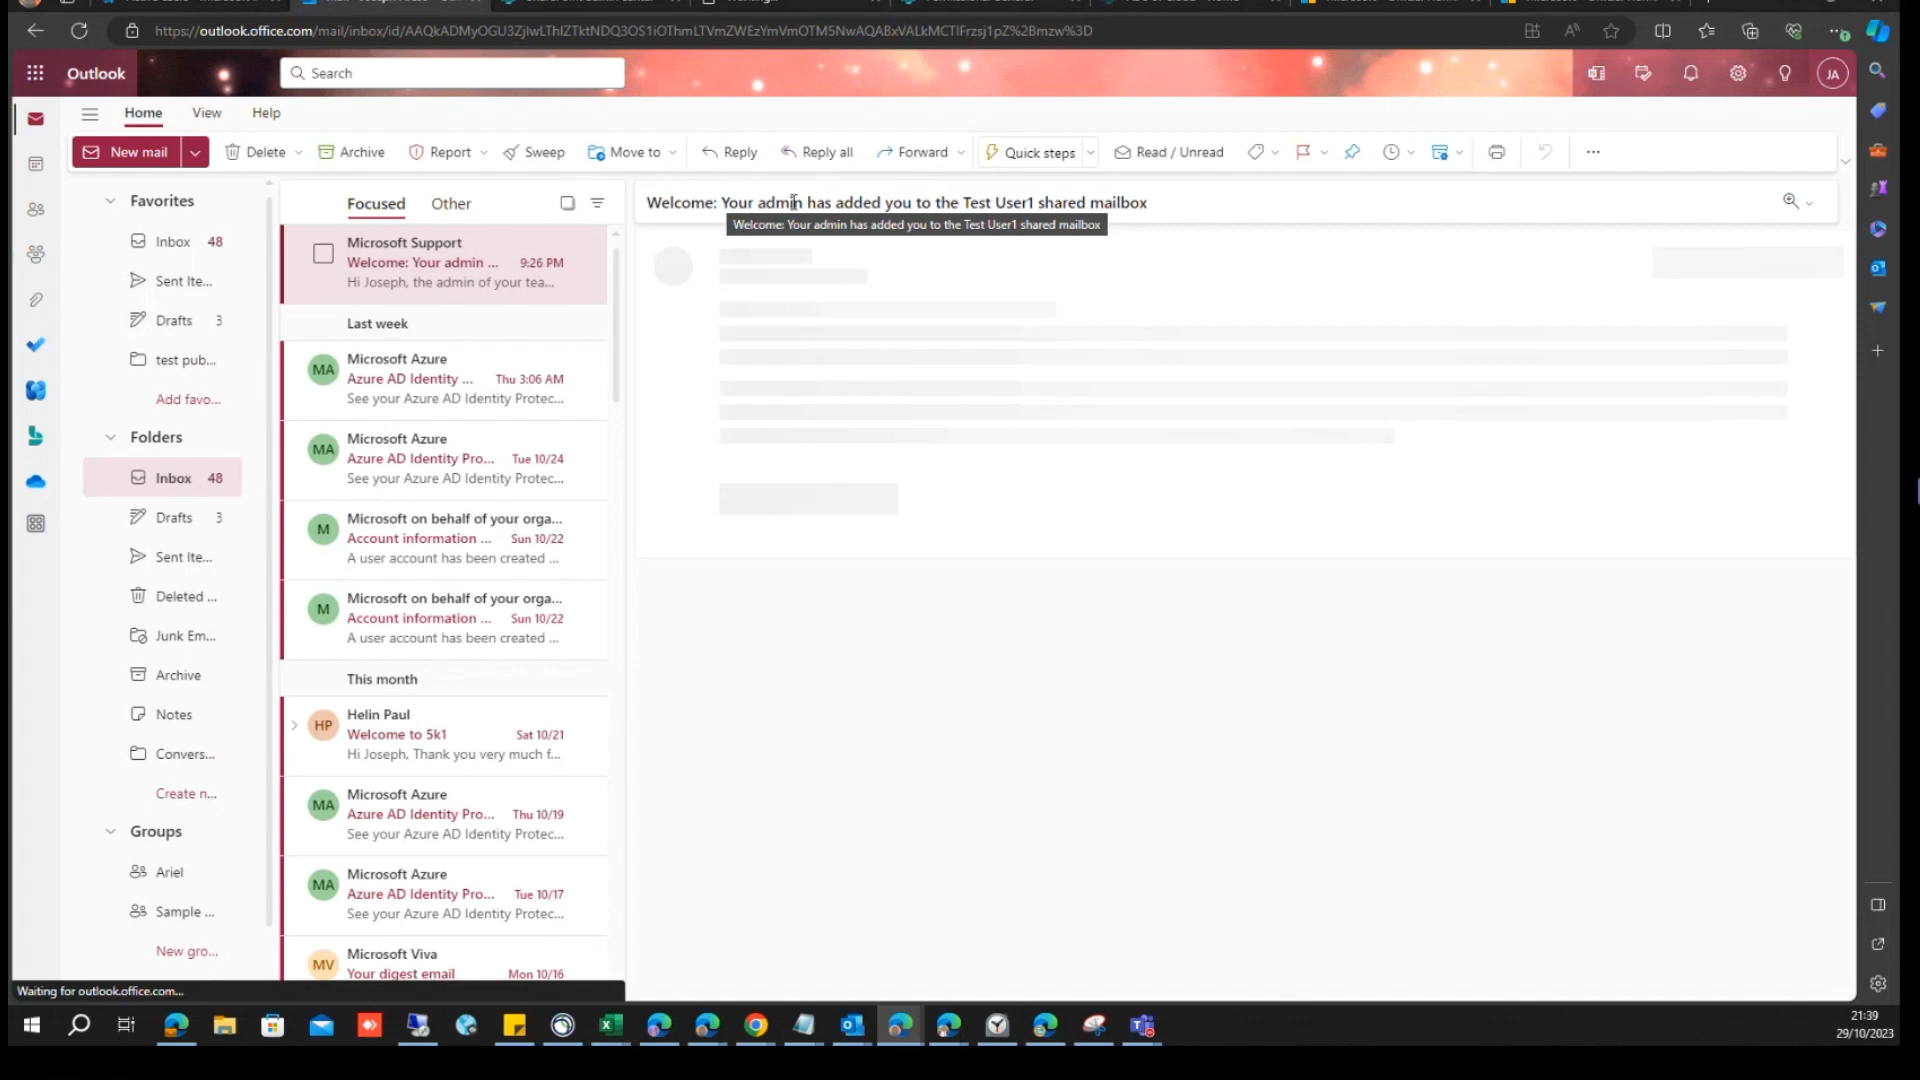 https://outlook.office.com/mail/inbox/id/AAQkADMyOGU3ZjIwLThlZTktNDQ3OS1iOThmLTVmZWEzYmVmOTM5NwAQABxVALkMCTlFrzsj1pZ%2Bmzw%3D
Outlook
Search
JA
Home View Help
New mail Delete Archive Report Sweep Move to Reply Reply all Forward Quick steps Read / Unread
Favorites
Inbox 48
Sent Ite...
Drafts 3
test pub...
Add favo...
Folders
Inbox 48
Drafts 3
Sent Ite...
Deleted ...
Junk Em...
Archive
Notes
Convers...
Create n...
Groups
Ariel
Sample ...
New gro...
Focused Other
Microsoft Support
Welcome: Your admin ... 9:26 PM
Hi Joseph, the admin of your tea...
Last week
MA
Microsoft Azure
Azure AD Identity ... Thu 3:06 AM
See your Azure AD Identity Protec...
MA
Microsoft Azure
Azure AD Identity Pro... Tue 10/24
See your Azure AD Identity Protec...
M
Microsoft on behalf of your orga...
Account information ... Sun 10/22
A user account has been created ...
M
Microsoft on behalf of your orga...
Account information ... Sun 10/22
A user account has been created ...
This month
HP
Helin Paul
Welcome to 5k1 Sat 10/21
Hi Joseph, Thank you very much f...
MA
Microsoft Azure
Azure AD Identity Pro... Thu 10/19
See your Azure AD Identity Protec...
MA
Microsoft Azure
Azure AD Identity Pro... Tue 10/17
See your Azure AD Identity Protec...
MV
Microsoft Viva
Your digest email Mon 10/16
Welcome: Your admin has added you to the Test User1 shared mailbox
Welcome: Your admin has added you to the Test User1 shared mailbox
Waiting for outlook.office.com...
21:39
29/10/2023